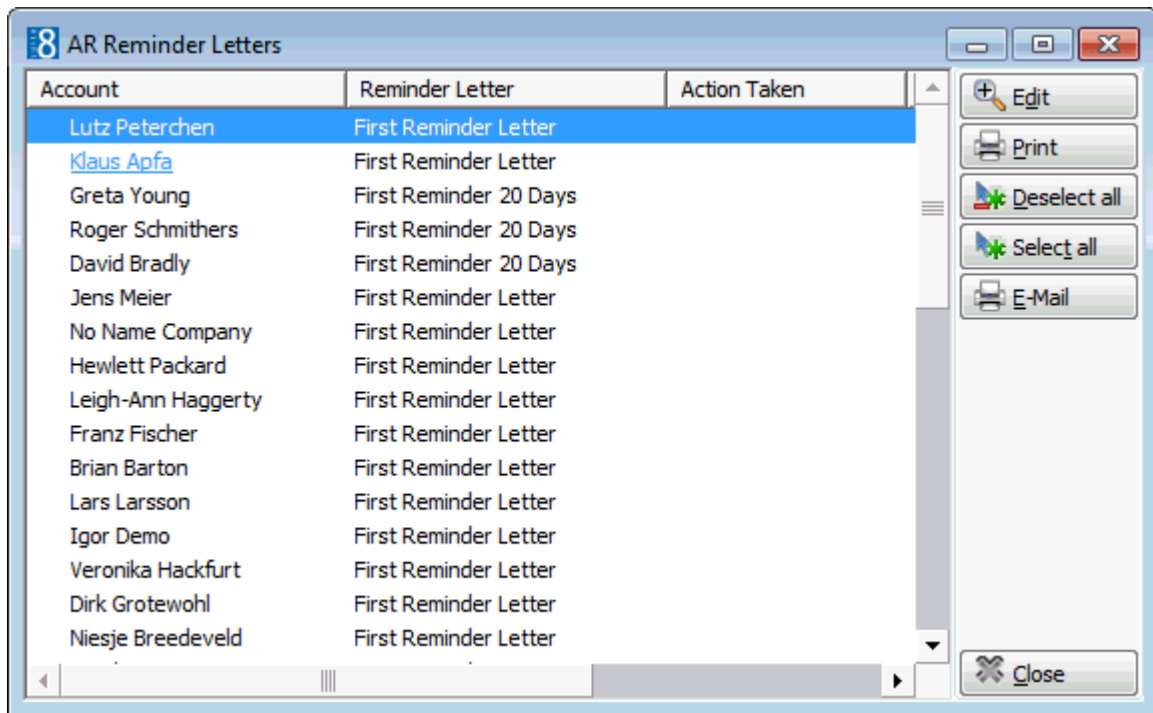 8 AR Reminder Letters
Account Reminder Letter Action Taken
Lutz Peterchen First Reminder Letter
Klaus Apfa First Reminder Letter
Greta Young First Reminder 20 Days
Roger Schmithers First Reminder 20 Days
David Bradly First Reminder 20 Days
Jens Meier First Reminder Letter
No Name Company First Reminder Letter
Hewlett Packard First Reminder Letter
Leigh-Ann Haggerty First Reminder Letter
Franz Fischer First Reminder Letter
Brian Barton First Reminder Letter
Lars Larsson First Reminder Letter
Igor Demo First Reminder Letter
Veronika Hackfurt First Reminder Letter
Dirk Grotewohl First Reminder Letter
Niesje Breedeveld First Reminder Letter
Edit
Print
Deselect all
Select all
E-Mail
Close